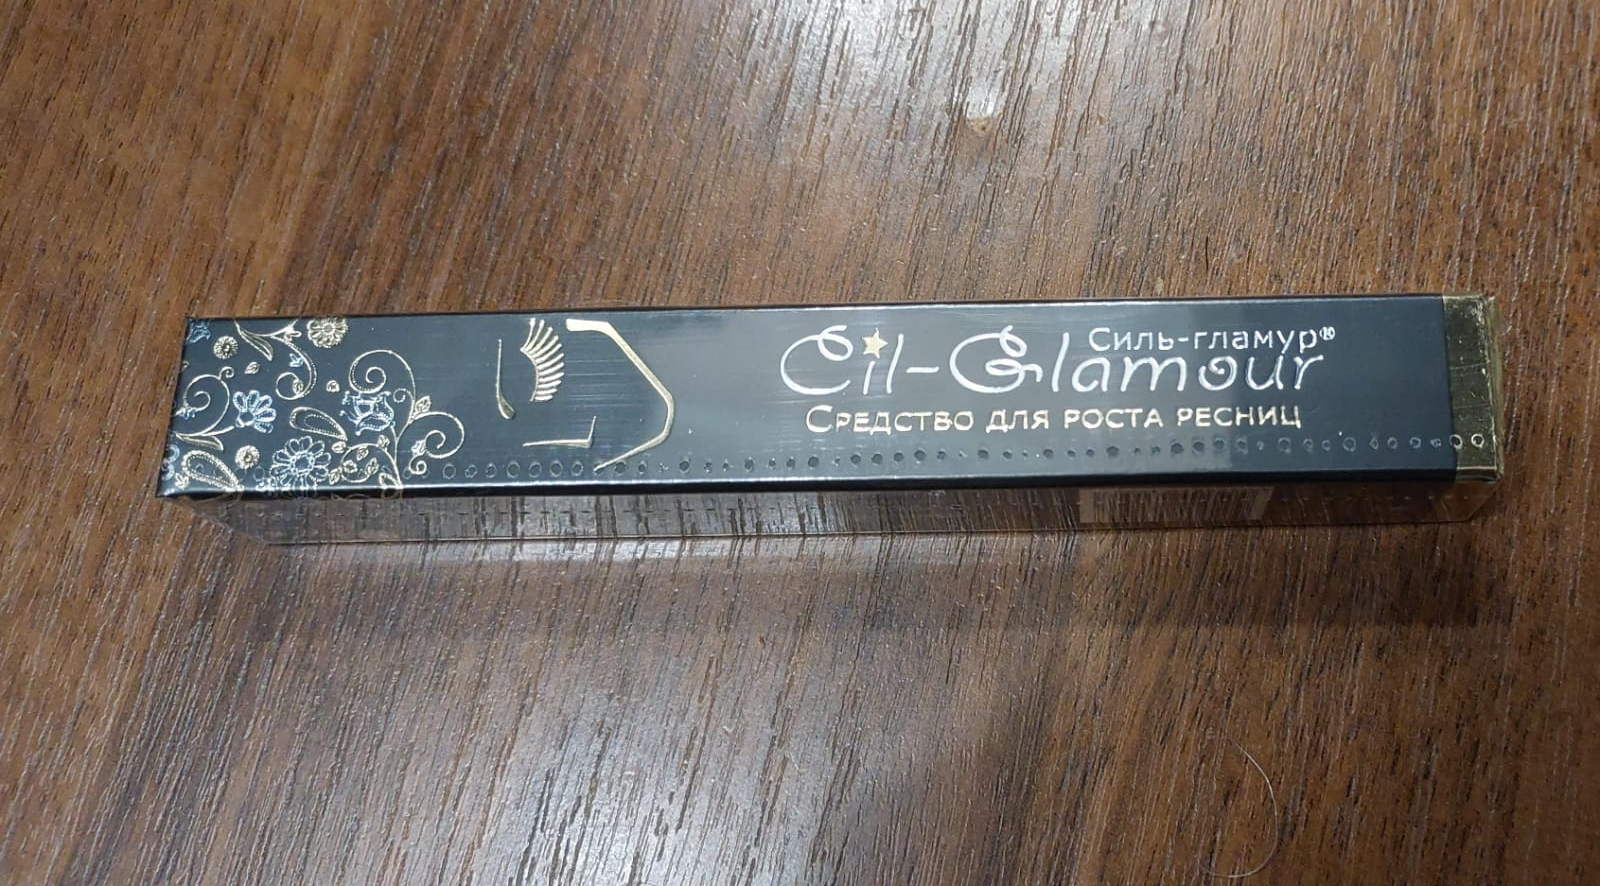 Силь-гламур®
Cil-Glamour
Средство для роста ресниц